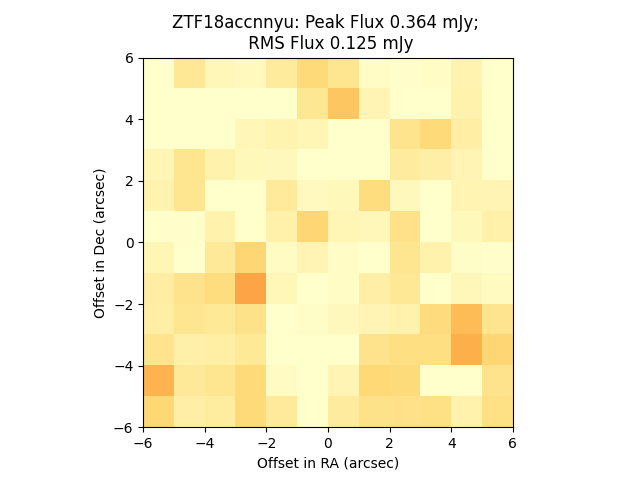 ZTF18accnnyu: Peak Flux 0.364 mJy;
RMS Flux 0.125 mJy
6
4
2
0
−2
−4
−6
Offset in Dec (arcsec)
−6 −4 −2 0 2 4 6
Offset in RA (arcsec)